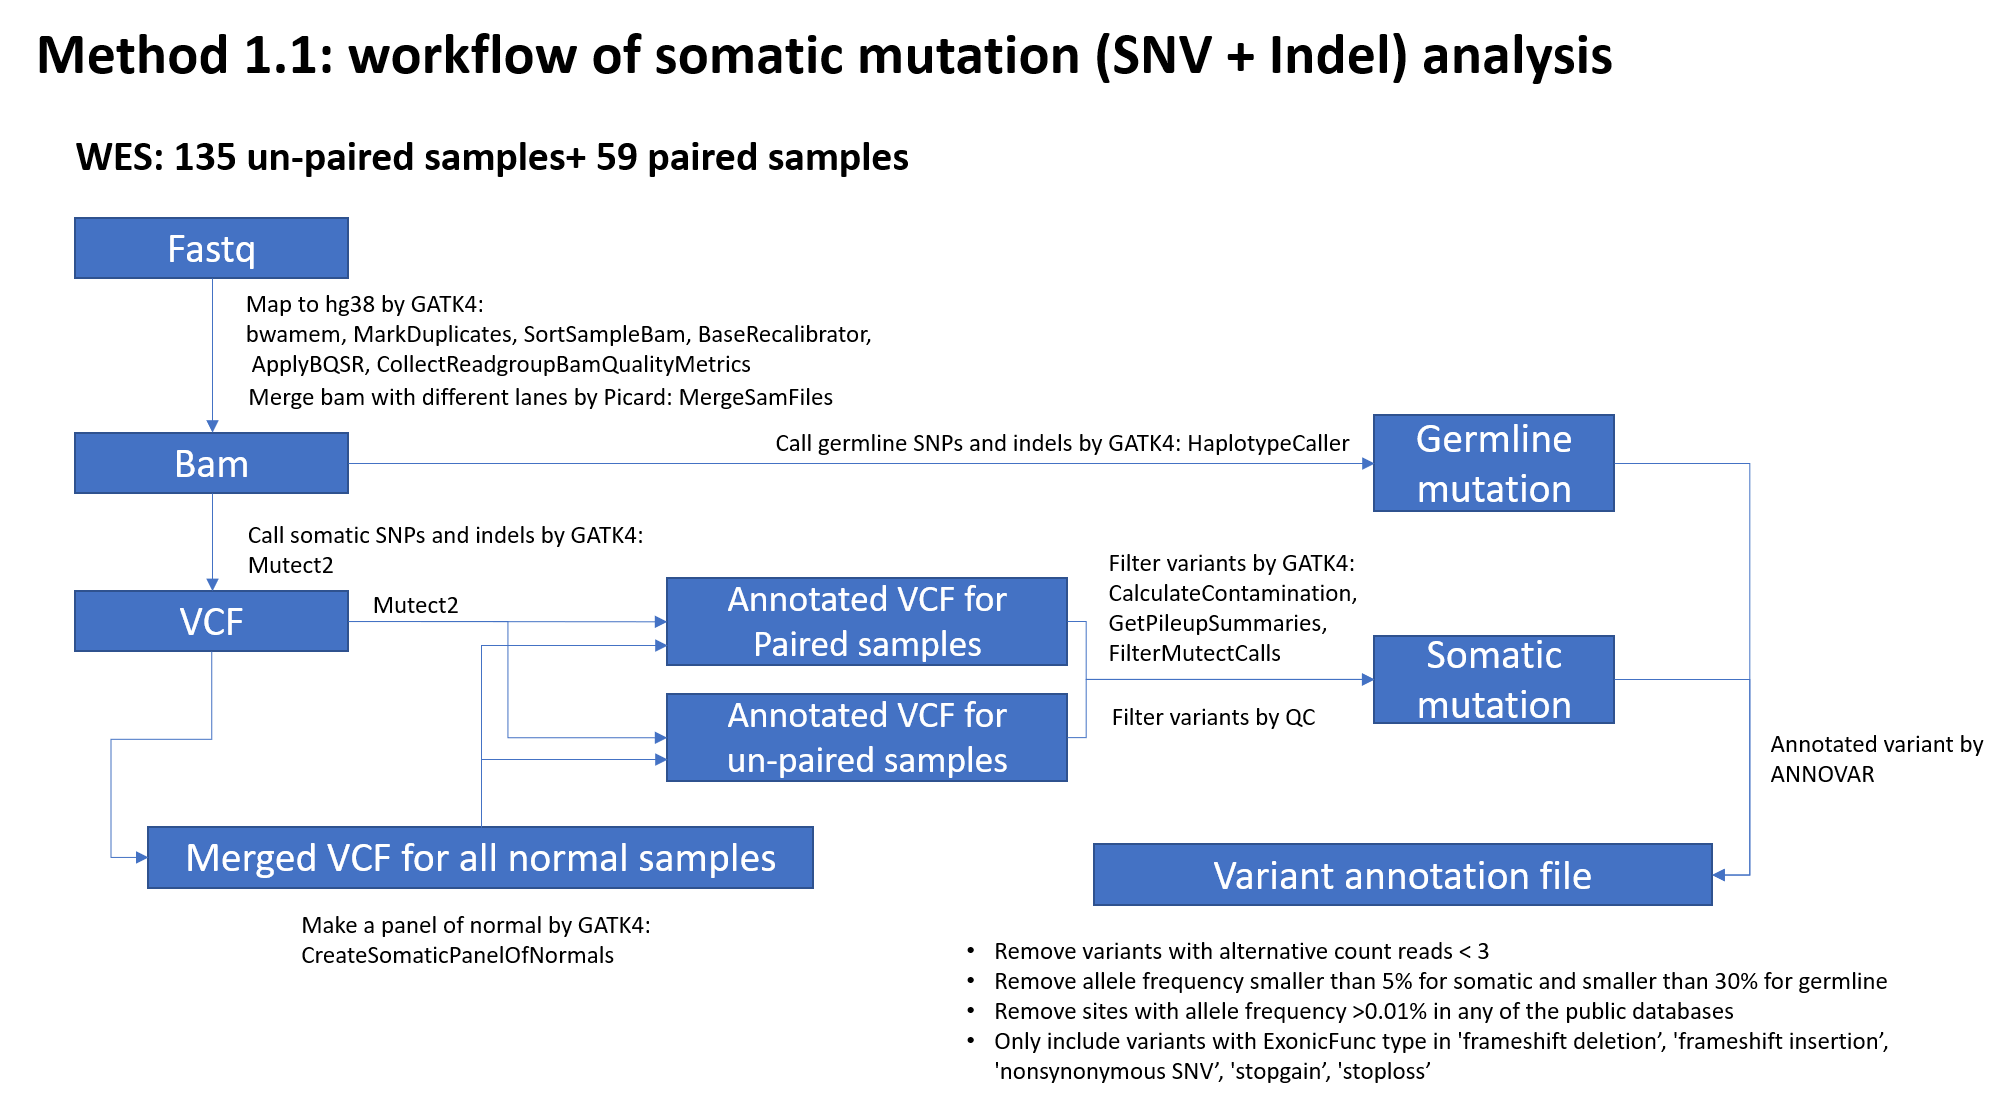 Method 1.1: workflow of somatic mutation (SNV + Indel) analysis
WES: 135 un-paired samples+ 59 paired samples
Fastq
Map to hg38 by GATK4:
bwamem, MarkDuplicates, SortSampleBam, BaseRecalibrator,
ApplyBQSR, CollectReadgroupBamQualityMetrics
Merge bam with different lanes by Picard: MergeSamFiles
Bam
Call germline SNPs and indels by GATK4: HaplotypeCaller
Germline
mutation
Call somatic SNPs and indels by GATK4:
Mutect2
VCF
Mutect2
Annotated VCF for
Paired samples
Annotated VCF for
un-paired samples
Filter variants by GATK4:
CalculateContamination,
GetPileupSummaries,
FilterMutectCalls
Filter variants by QC
Somatic
mutation
Annotated variant by
ANNOVAR
Merged VCF for all normal samples
Make a panel of normal by GATK4:
CreateSomaticPanelOfNormals
Variant annotation file
• Remove variants with alternative count reads < 3
• Remove allele frequency smaller than 5% for somatic and smaller than 30% for germline
• Remove sites with allele frequency >0.01% in any of the public databases
• Only include variants with ExonicFunc type in 'frameshift deletion’, 'frameshift insertion’,
'nonsynonymous SNV’, 'stopgain’, 'stoploss’